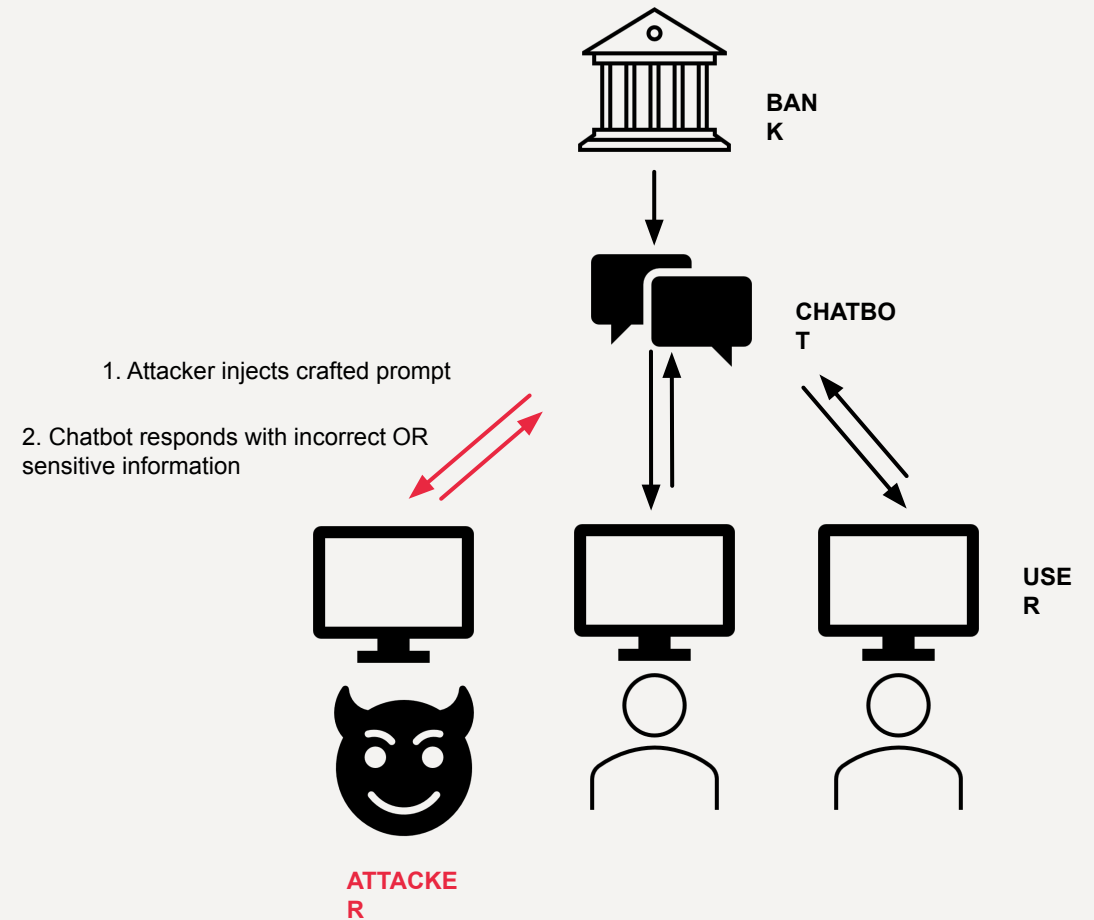 BAN
K
CHATBO
T
1. Attacker injects crafted prompt
2. Chatbot responds with incorrect OR
sensitive information
USE
R
ATTACKE
R